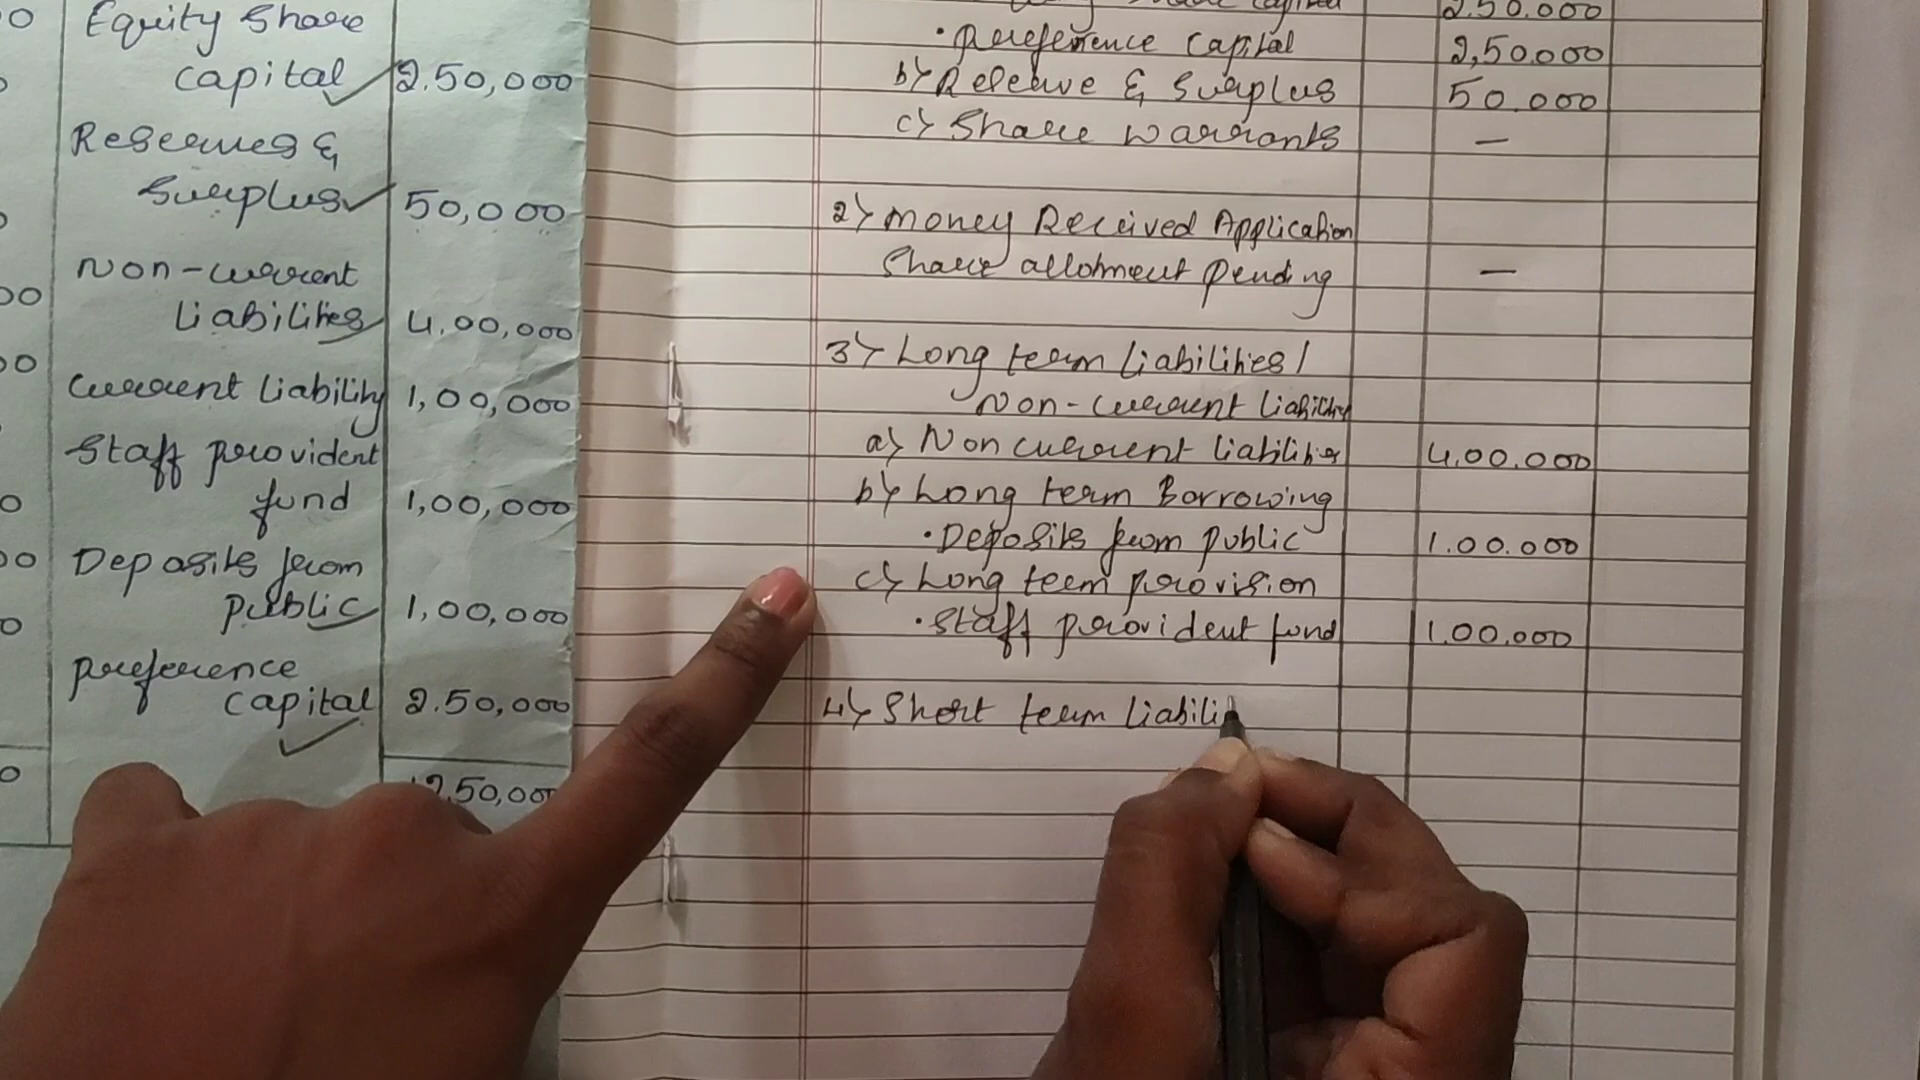 Equity Share
capital 2.50,000
Reserves &
Surplus 50,000
Non-current
Liabilities 4,00,000
Current Liability 1,00,000
Staff provident
fund 1,00,000
Deposits from
public 1,00,000
preference
capital 2.50,000
2,50,000
2.50.000
• preference capital 2,50.000
b) Reserve & Surplus 50.000
c) Share warrants —
2) Money Received Application
Share allotment pending —
3) Long term Liabilities /
Non-current Liability
a) Non current Liabilities 4,00.000
b) Long term Borrowing
• Deposits from public 1.00.000
c) Long term provision
• Staff provident fund 1.00.000
4) Short term Liabili